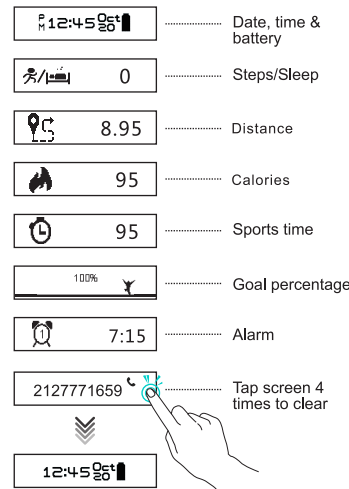 PM 12:45 Oct 20
Date, time &
battery
0
Steps/Sleep
8.95
Distance
95
Calories
95
Sports time
100%
Goal percentage
1
7:15
Alarm
2127771659
Tap screen 4
times to clear
12:45 Oct 20